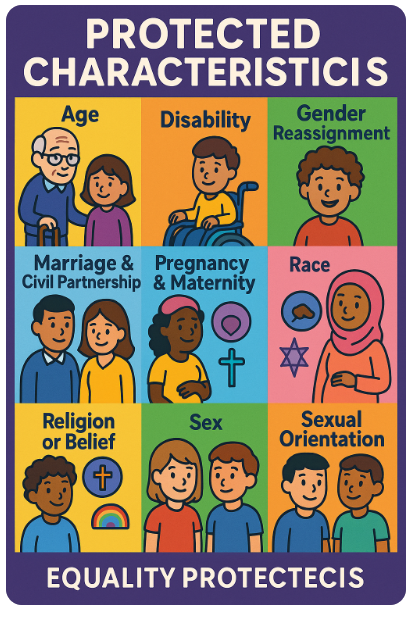 PROTECTED
CHARACTERISTICIS
Age
Disability
Gender
Reassignment
Marriage &
Civil Partnership
Pregnancy
& Maternity
Race
Religion
or Belief
Sex
Sexual
Orientation
EQUALITY PROTECTECIS